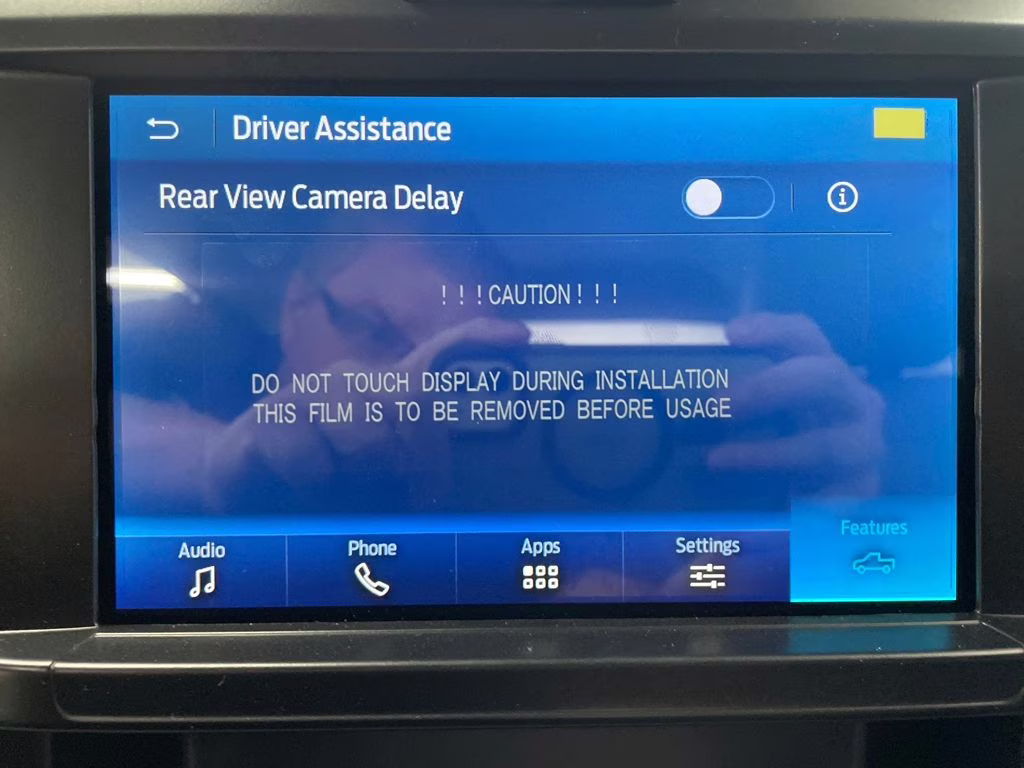 Driver Assistance
Rear View Camera Delay
!!!CAUTION!!!
DO NOT TOUCH DISPLAY DURING INSTALLATION
THIS FILM IS TO BE REMOVED BEFORE USAGE
Audio Phone Apps Settings Features